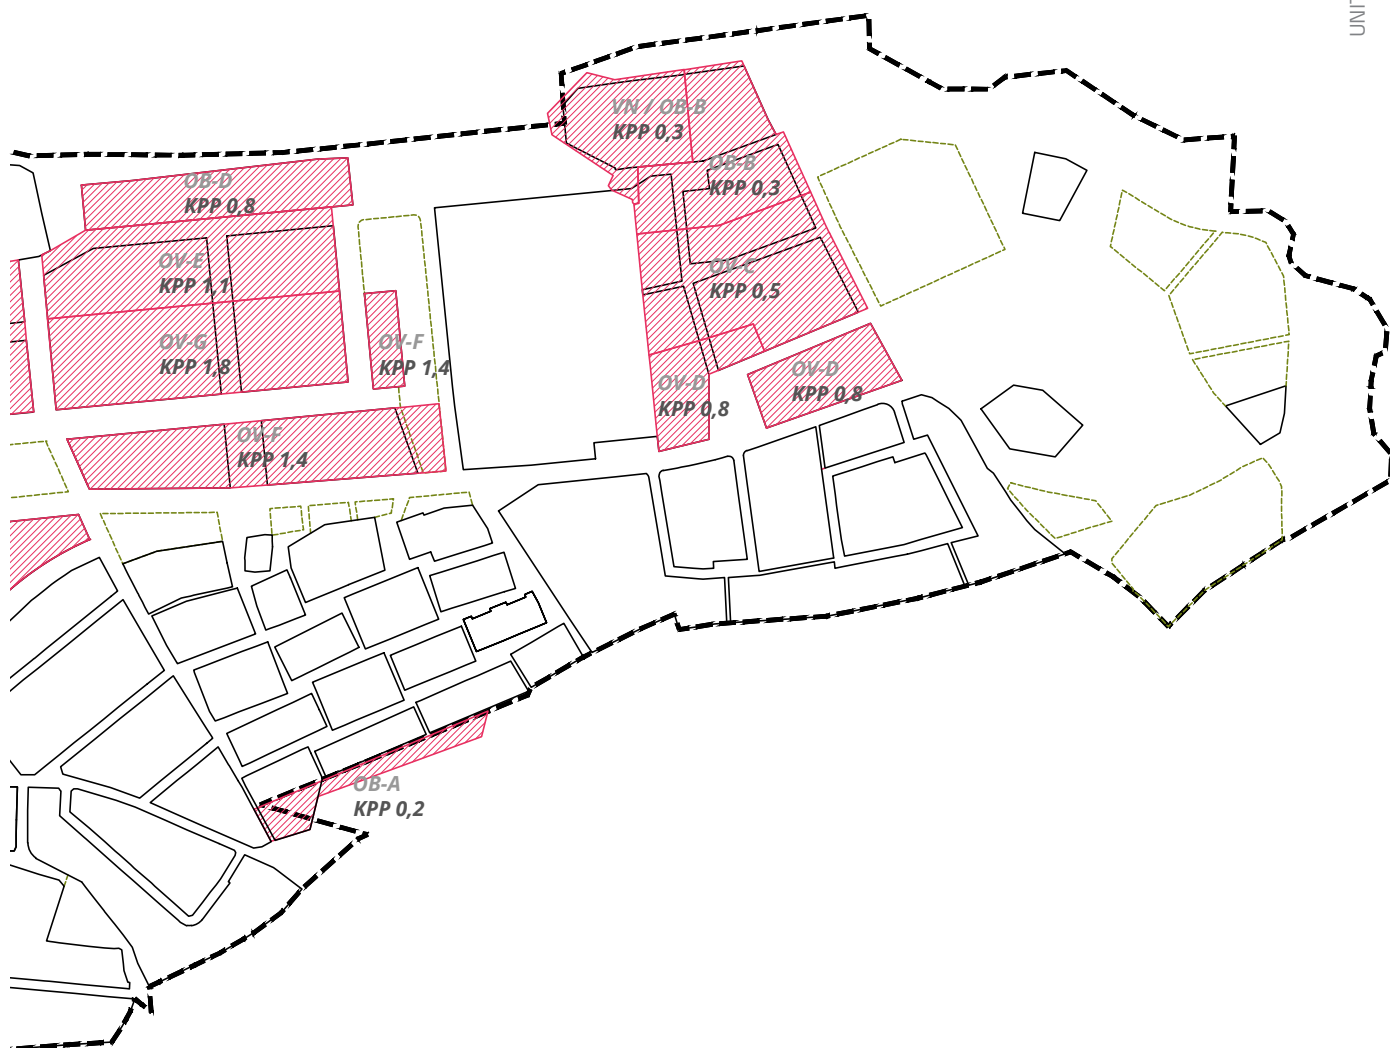 UNIT
VN / OB-B
KPP 0,3
OB-B
KPP 0,3
OB-D
KPP 0,8
OV-E
KPP 1,1
OV-C
KPP 0,5
OV-G
KPP 1,8
OV-F
KPP 1,4
OV-D
KPP 0,8
OV-D
KPP 0,8
OV-F
KPP 1,4
OB-A
KPP 0,2